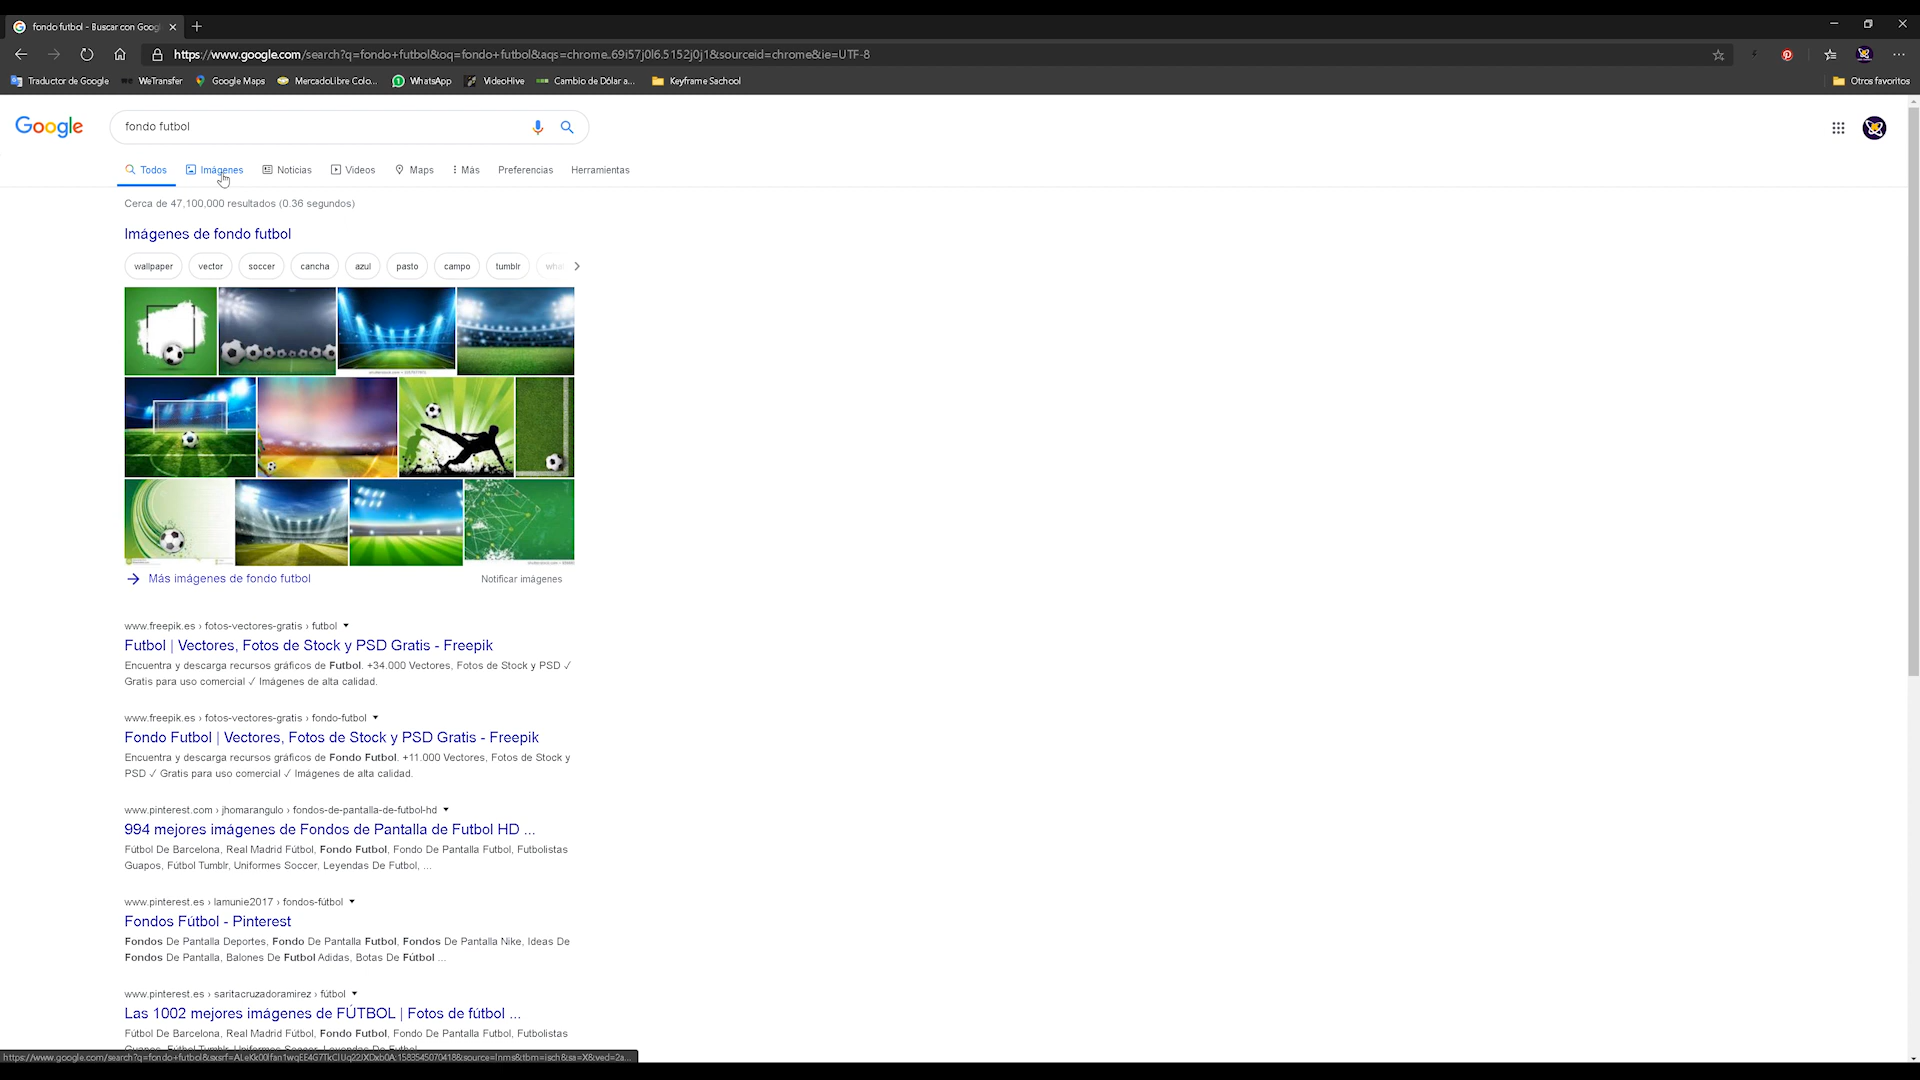 fondo futbol - Buscar con Goog
https://www.google.com/search?q=fondo+futbol&oq=fondo+futbol&aqs=chrome..69i57j0l6.5152j0j1&sourceid=chrome&ie=UTF-8
Traductor de Google WeTransfer Google Maps MercadoLibre Colo... WhatsApp VideoHive Cambio de Dólar a... Keyframe Sachool Otros favoritos
Google fondo futbol
Todos Imágenes Noticias Videos Maps Más Preferencias Herramientas
Cerca de 47,100,000 resultados (0.36 segundos)
Imágenes de fondo futbol
wallpaper vector soccer cancha azul pasto campo tumblr
Más imágenes de fondo futbol Notificar imágenes
www.freepik.es › fotos-vectores-gratis › futbol
Futbol | Vectores, Fotos de Stock y PSD Gratis - Freepik
Encuentra y descarga recursos gráficos de Futbol. +34.000 Vectores, Fotos de Stock y PSD ✓
Gratis para uso comercial ✓ Imágenes de alta calidad.
www.freepik.es › fotos-vectores-gratis › fondo-futbol
Fondo Futbol | Vectores, Fotos de Stock y PSD Gratis - Freepik
Encuentra y descarga recursos gráficos de Fondo Futbol. +11.000 Vectores, Fotos de Stock y
PSD ✓ Gratis para uso comercial ✓ Imágenes de alta calidad.
www.pinterest.com › jhomarangulo › fondos-de-pantalla-de-futbol-hd
994 mejores imágenes de Fondos de Pantalla de Futbol HD ...
Fútbol De Barcelona, Real Madrid Fútbol, Fondo Futbol, Fondo De Pantalla Futbol, Futbolistas
Guapos, Fútbol Tumblr, Uniformes Soccer, Leyendas De Futbol, ...
www.pinterest.es › lamunie2017 › fondos-fútbol
Fondos Fútbol - Pinterest
Fondos De Pantalla Deportes, Fondo De Pantalla Futbol, Fondos De Pantalla Nike, Ideas De
Fondos De Pantalla, Balones De Futbol Adidas, Botas De Fútbol ...
www.pinterest.es › saritacruzadoramirez › fútbol
Las 1002 mejores imágenes de FÚTBOL | Fotos de fútbol ...
Fútbol De Barcelona, Real Madrid Fútbol, Fondo Futbol, Fondo De Pantalla Futbol, Futbolistas